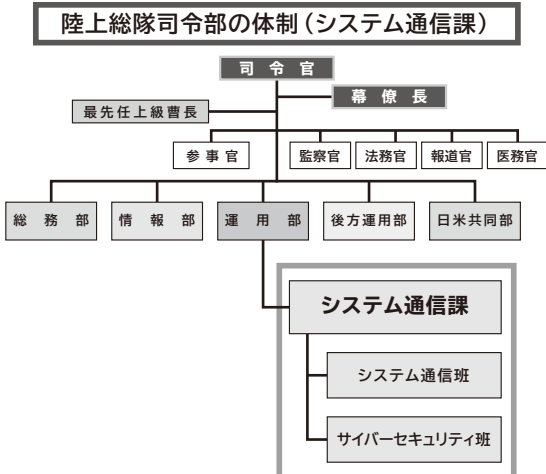 陸上総隊司令部の体制（システム通信課）
司令官
幕僚長
最先任上級曹長
参事官
監察官
法務官
報道官
医務官
総務部
情報部
運用部
後方運用部
日米共同部
システム通信課
システム通信班
サイバーセキュリティ班